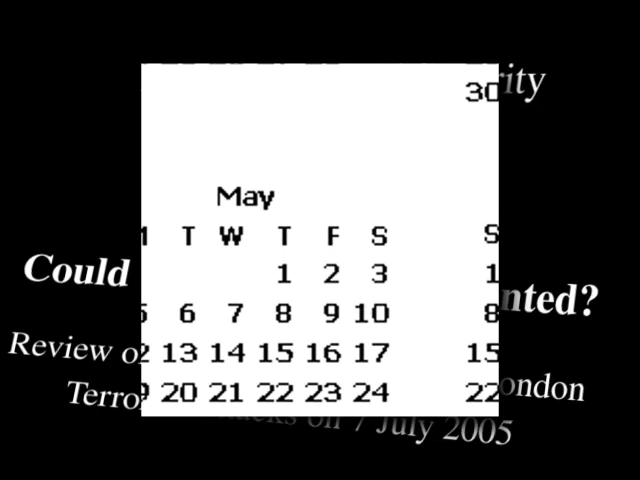 30
rity
May
T W T F S S
1 2 3 1
Could nted?
6 7 8 9 10 8
Review o 13 14 15 16 17 15
20 21 22 23 24 22
Terro ondon
on 7 July 2005